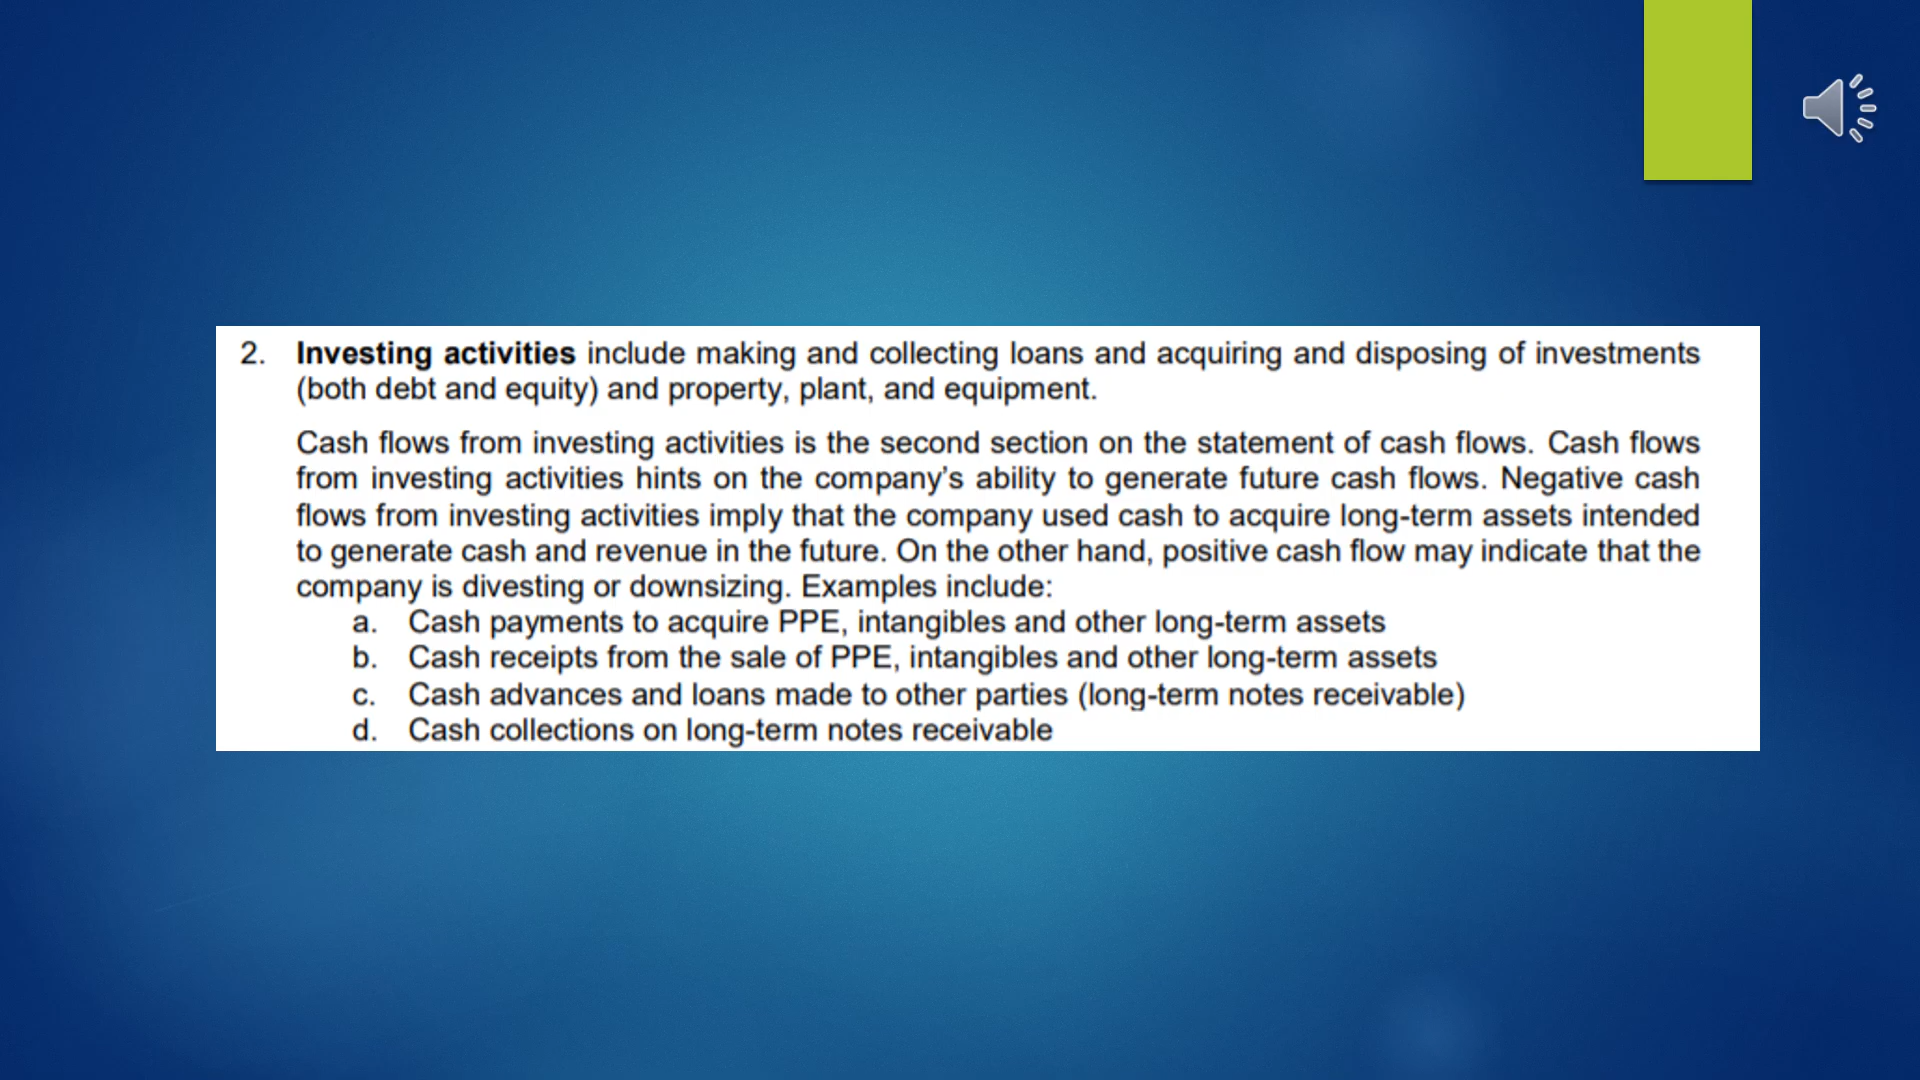 2. Investing activities include making and collecting loans and acquiring and disposing of investments
(both debt and equity) and property, plant, and equipment.
Cash flows from investing activities is the second section on the statement of cash flows. Cash flows
from investing activities hints on the company's ability to generate future cash flows. Negative cash
flows from investing activities imply that the company used cash to acquire long-term assets intended
to generate cash and revenue in the future. On the other hand, positive cash flow may indicate that the
company is divesting or downsizing. Examples include:
a. Cash payments to acquire PPE, intangibles and other long-term assets
b. Cash receipts from the sale of PPE, intangibles and other long-term assets
c. Cash advances and loans made to other parties (long-term notes receivable)
d. Cash collections on long-term notes receivable